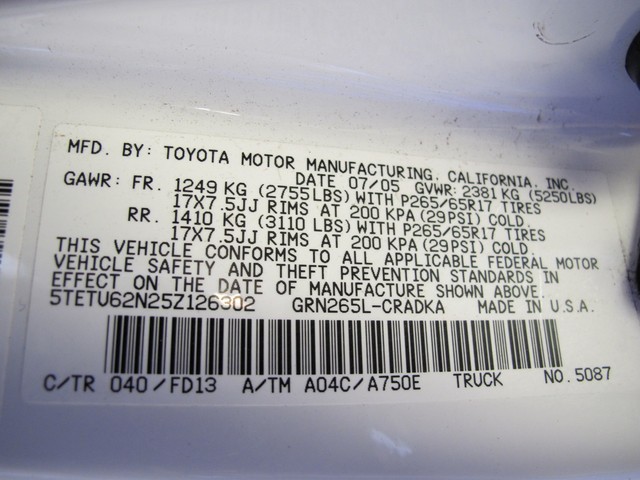 MFD. BY: TOYOTA MOTOR MANUFACTURING, CALIFORNIA, INC.
DATE 07/05 GVWR: 2381 KG (5250LBS)
GAWR: FR. 1249 KG (2755LBS) WITH P265/65R17 TIRES
17X7.5JJ RIMS AT 200 KPA (29PSI) COLD
RR. 1410 KG (3110 LBS) WITH P265/65R17 TIRES
17X7.5JJ RIMS AT 200 KPA (29PSI) COLD
THIS VEHICLE CONFORMS TO ALL APPLICABLE FEDERAL MOTOR
VEHICLE SAFETY AND THEFT PREVENTION STANDARDS IN
EFFECT ON THE DATE OF MANUFACTURE SHOWN ABOVE.
5TETU62N25Z126302 GRN265L-CRADKA MADE IN U.S.A.
C/TR 040/FD13 A/TM A04C/A750E TRUCK NO.5087